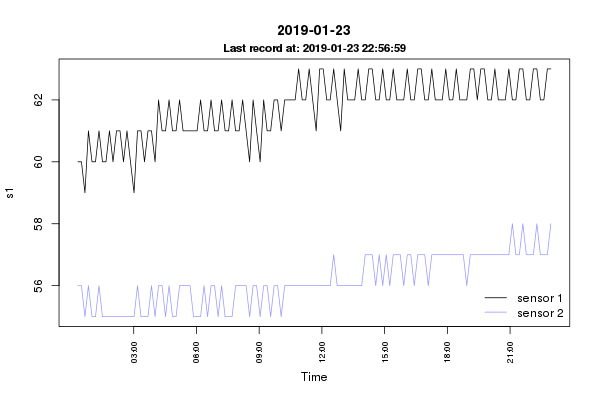 2019-01-23
Last record at: 2019-01-23 22:56:59
s1
62
60
58
56
sensor 1
sensor 2
03:00 06:00 09:00 12:00 15:00 18:00 21:00
Time